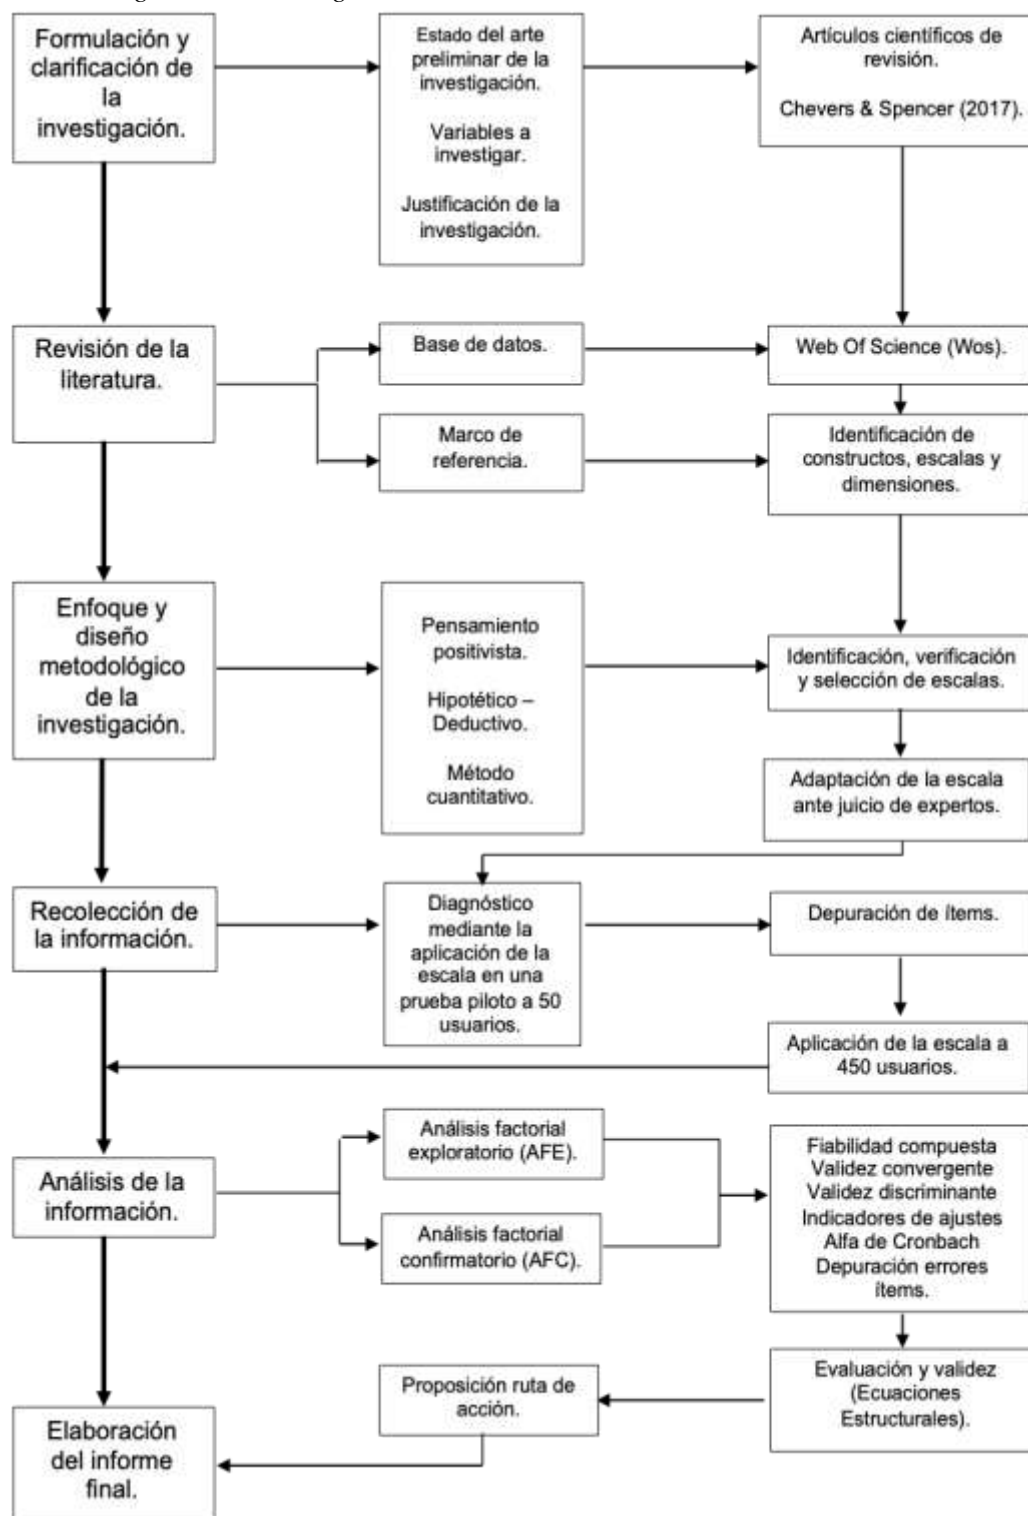 Formulación y
clarificación de
la
investigación.
Estado del arte
preliminar de la
investigación.
Variables a
investigar.
Justificación de la
investigación.
Artículos científicos de
revisión.
Chevers & Spencer (2017).
Revisión de la
literatura.
Base de datos.
Web Of Science (Wos).
Marco de
referencia.
Identificación de
constructos, escalas y
dimensiones.
Enfoque y
diseño
metodológico
de la
investigación.
Pensamiento
positivista.
Hipotético –
Deductivo.
Método
cuantitativo.
Identificación, verificación
y selección de escalas.
Adaptación de la escala
ante juicio de expertos.
Recolección de
la información.
Diagnóstico
mediante la
aplicación de la
escala en una
prueba piloto a 50
usuarios.
Depuración de ítems.
Aplicación de la escala a
450 usuarios.
Análisis de la
información.
Análisis factorial
exploratorio (AFE).
Análisis factorial
confirmatorio (AFC).
Fiabilidad compuesta
Validez convergente
Validez discriminante
Indicadores de ajustes
Alfa de Cronbach
Depuración errores
ítems.
Evaluación y validez
(Ecuaciones
Estructurales).
Proposición ruta de
acción.
Elaboración
del informe
final.